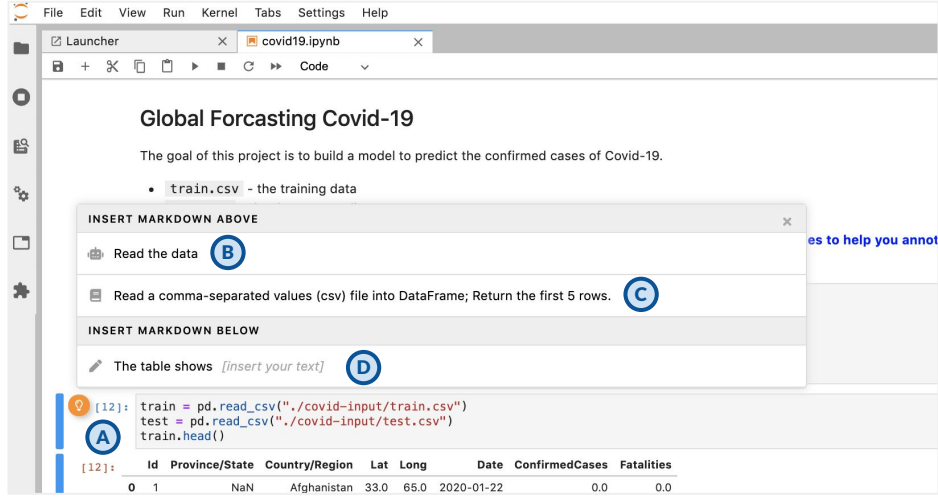 File Edit View Run Kernel Tabs Settings Help
Launcher × covid19.ipynb ×
Code
Global Forcasting Covid-19
The goal of this project is to build a model to predict the confirmed cases of Covid-19.
• train.csv - the training data
INSERT MARKDOWN ABOVE ×
Read the data B
es to help you annot
Read a comma-separated values (csv) file into DataFrame; Return the first 5 rows. C
INSERT MARKDOWN BELOW
The table shows [insert your text] D
[12]: train = pd.read_csv("./covid-input/train.csv")
test = pd.read_csv("./covid-input/test.csv")
A train.head()
[12]: Id Province/State Country/Region Lat Long Date ConfirmedCases Fatalities
0 1 NaN Afghanistan 33.0 65.0 2020-01-22 0.0 0.0